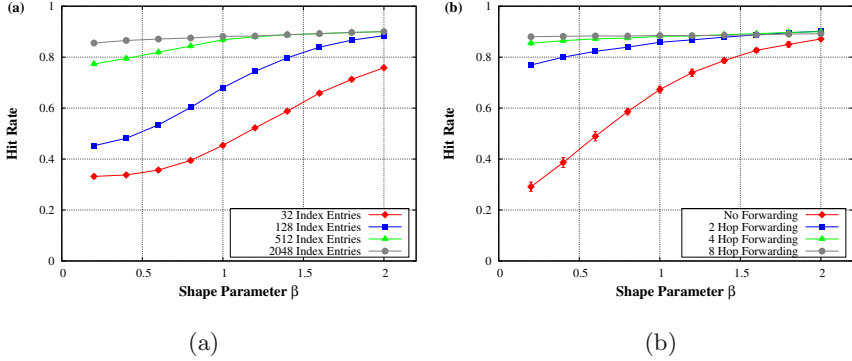 (a)
1
0.8
0.6
0.4
0.2
0
Hit Rate
0
0.5
1
1.5
2
Shape Parameter β
32 Index Entries
128 Index Entries
512 Index Entries
2048 Index Entries
(a)
(b)
1
0.8
0.6
0.4
0.2
0
Hit Rate
0
0.5
1
1.5
2
Shape Parameter β
No Forwarding
2 Hop Forwarding
4 Hop Forwarding
8 Hop Forwarding
(b)